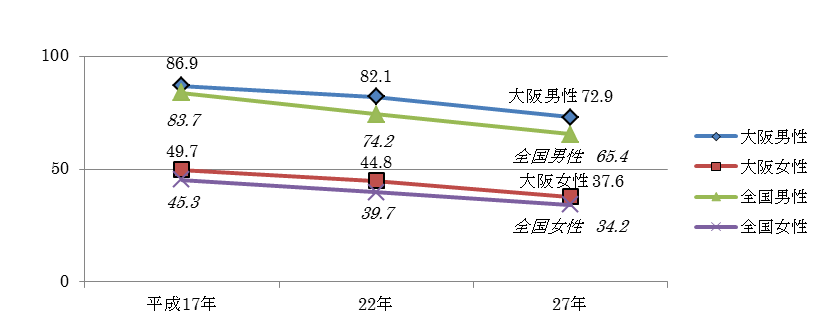 100
86.9
82.1
大阪男性 72.9
83.7
74.2
全国男性 65.4
大阪男性
50
49.7
44.8
大阪女性 37.6
大阪女性
45.3
39.7
全国女性 34.2
全国男性
全国女性
0
平成17年
22年
27年